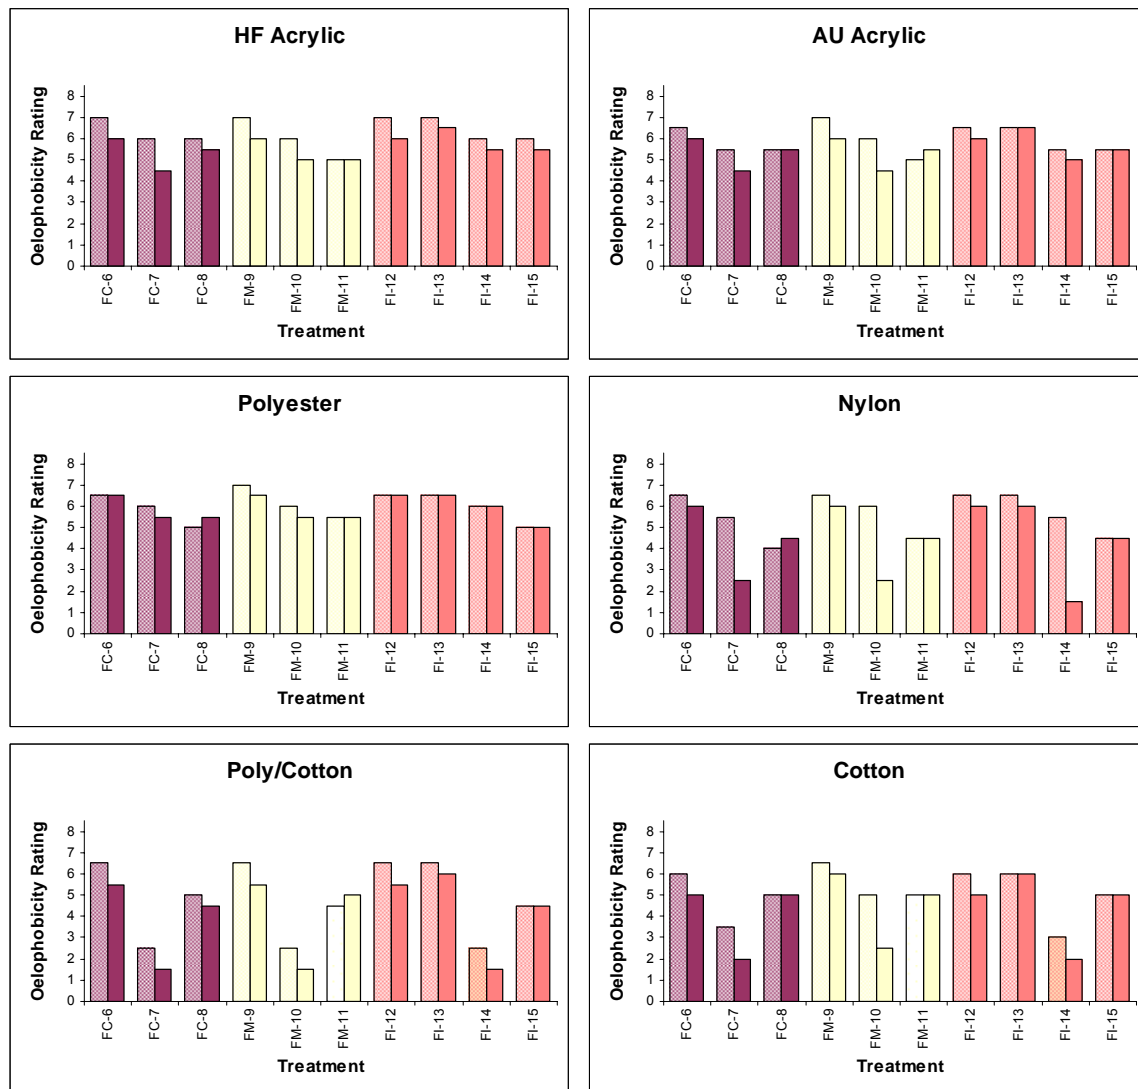 HF Acrylic
Oelophobicity Rating
8
7
6
5
4
3
2
1
0
FC-6
FC-7
FC-8
FM-9
FM-10
FM-11
FI-12
FI-13
FI-14
FI-15
Treatment
AU Acrylic
Oelophobicity Rating
8
7
6
5
4
3
2
1
0
FC-6
FC-7
FC-8
FM-9
FM-10
FM-11
FI-12
FI-13
FI-14
FI-15
Treatment
Polyester
Oelophobicity Rating
8
7
6
5
4
3
2
1
0
FC-6
FC-7
FC-8
FM-9
FM-10
FM-11
FI-12
FI-13
FI-14
FI-15
Treatment
Nylon
Oelophobicity Rating
8
7
6
5
4
3
2
1
0
FC-6
FC-7
FC-8
FM-9
FM-10
FM-11
FI-12
FI-13
FI-14
FI-15
Treatment
Poly/Cotton
Oelophobicity Rating
8
7
6
5
4
3
2
1
0
FC-6
FC-7
FC-8
FM-9
FM-10
FM-11
FI-12
FI-13
FI-14
FI-15
Treatment
Cotton
Oelophobicity Rating
8
7
6
5
4
3
2
1
0
FC-6
FC-7
FC-8
FM-9
FM-10
FM-11
FI-12
FI-13
FI-14
FI-15
Treatment